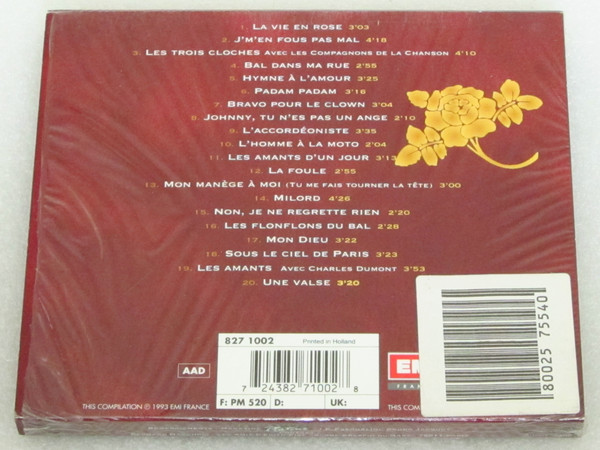 1. LA VIE EN ROSE 3'03
2. J'M'EN FOUS PAS MAL 4'18
3. LES TROIS CLOCHES AVEC LES COMPAGNONS DE LA CHANSON 4'10
4. BAL DANS MA RUE 2'55
5. HYMNE À L'AMOUR 3'25
6. PADAM PADAM 3'18
7. BRAVO POUR LE CLOWN 3'04
8. JOHNNY, TU N'ES PAS UN ANGE 2'10
9. L'ACCORDÉONISTE 3'35
10. L'HOMME À LA MOTO 2'04
11. LES AMANTS D'UN JOUR 3'13
12. LA FOULE 2'55
13. MON MANÈGE À MOI (TU ME FAIS TOURNER LA TÊTE) 3'00
14. MILORD 4'26
15. NON, JE NE REGRETTE RIEN 2'20
16. LES FLONFLONS DU BAL 2'28
17. MON DIEU 3'22
18. SOUS LE CIEL DE PARIS 3'23
19. LES AMANTS AVEC CHARLES DUMONT 3'53
20. UNE VALSE 3'20
827 1002 Printed in Holland
AAD
7 24382 71002 8
F: PM 520 D: UK:
EM
FRAN
80025 75540
THIS COMPILATION ℗ 1993 EMI FRANCE
THIS COM